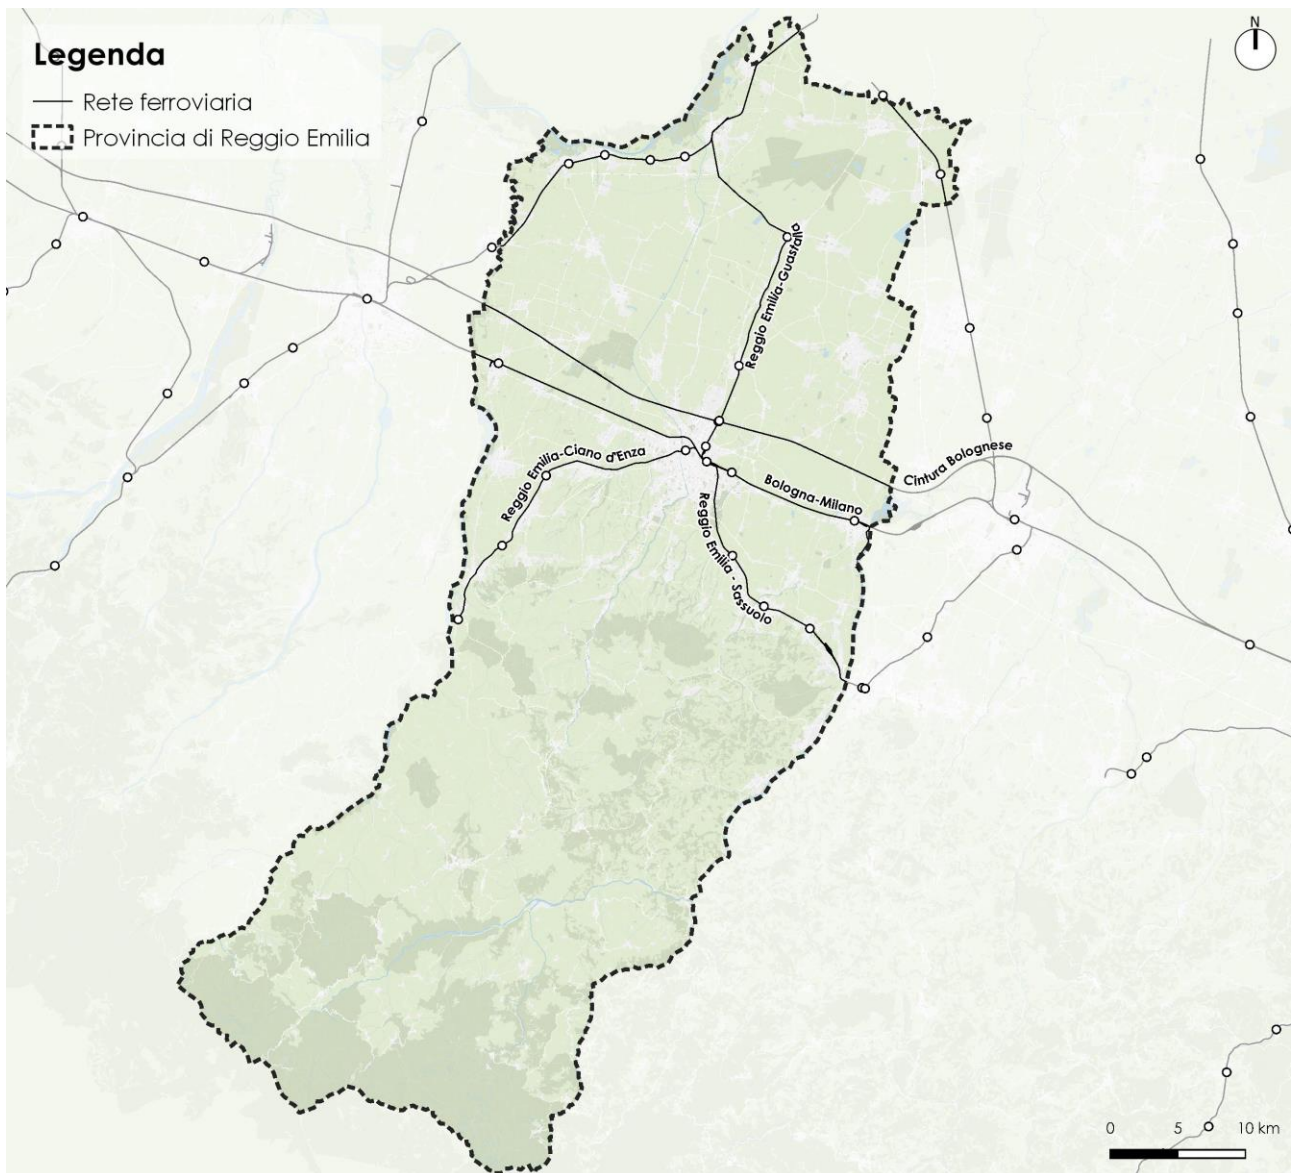 Legenda
Rete ferroviaria
Provincia di Reggio Emilia
N
Reggio Emilia-Guastalla
Reggio Emilia-Ciano d'Enza
Cintura Bolognese
Bologna-Milano
Reggio Emilia - Sassuolo
0 5 10 km